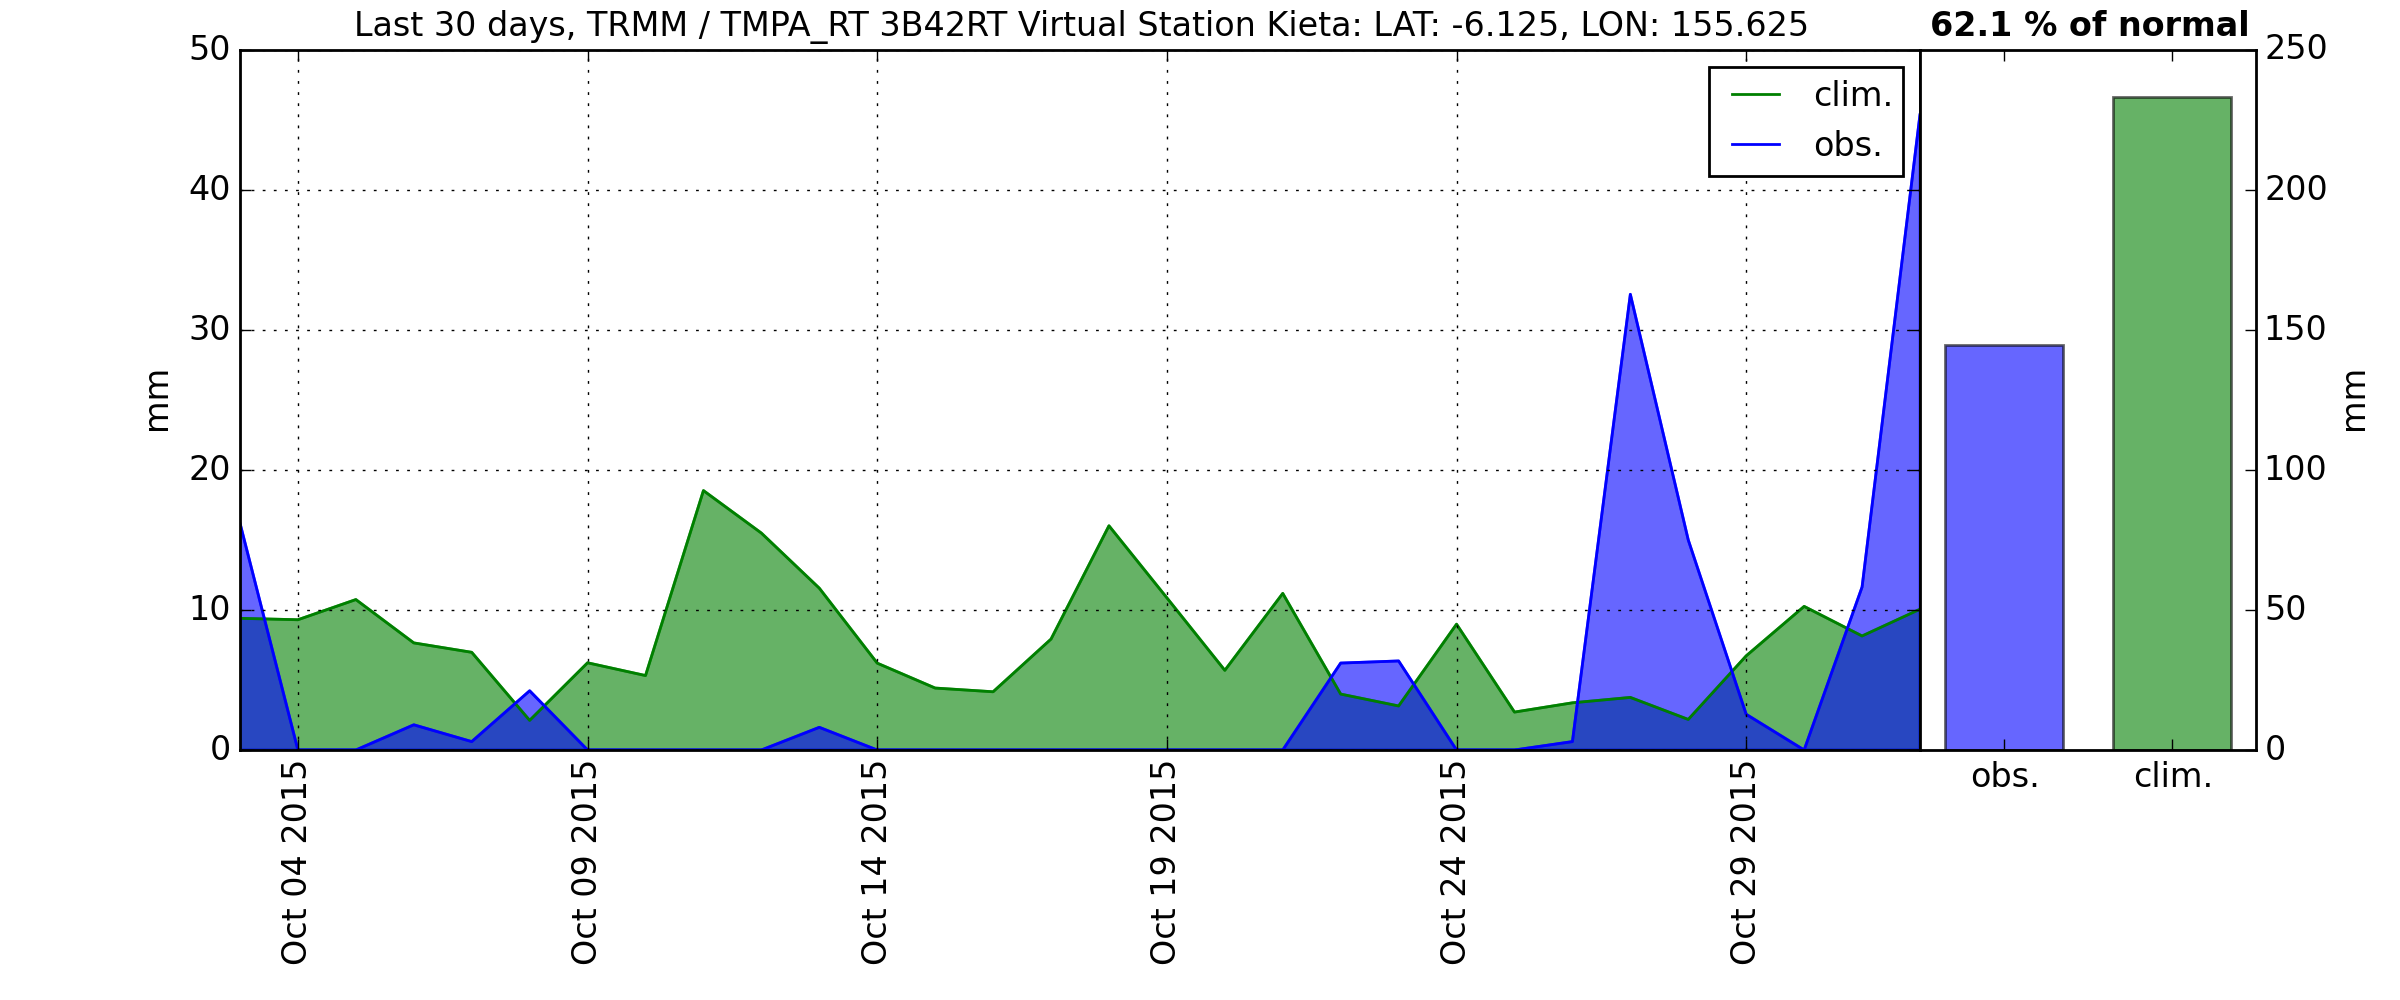 Last 30 days, TRMM / TMPA_RT 3B42RT Virtual Station Kieta: LAT: -6.125, LON: 155.625
62.1 % of normal
50
40
30
20
10
0
mm
clim.
obs.
Oct 04 2015
Oct 09 2015
Oct 14 2015
Oct 19 2015
Oct 24 2015
Oct 29 2015
250
200
150
100
50
0
mm
obs.
clim.